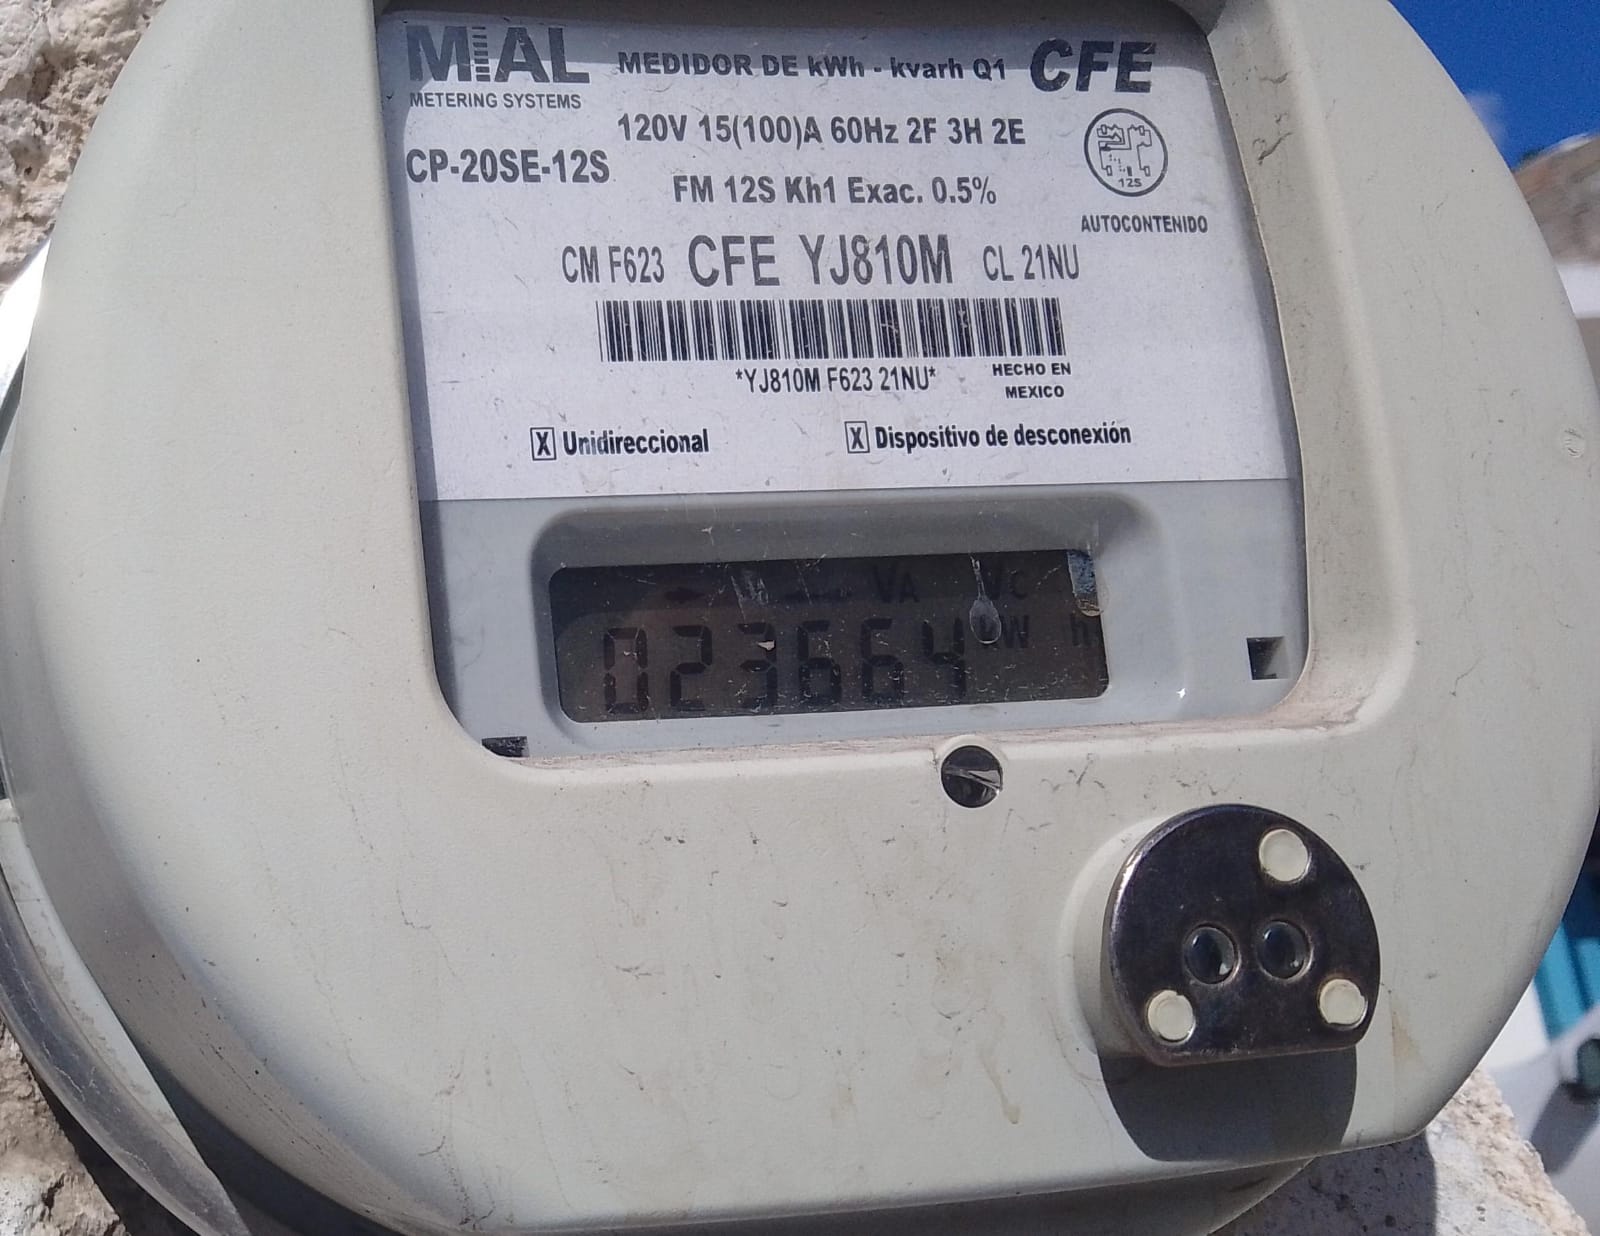 MIAL MEDIDOR DE kWh - kvarh Q1 CFE
METERING SYSTEMS
120V 15(100)A 60Hz 2F 3H 2E
CP-20SE-12S
FM 12S Kh1 Exac. 0.5%
12S
AUTOCONTENIDO
CM F623 CFE YJ810M CL 21NU
*YJ810M F623 21NU*
HECHO EN
MEXICO
X Unidireccional X Dispositivo de desconexión
VA VC
023664 kW h